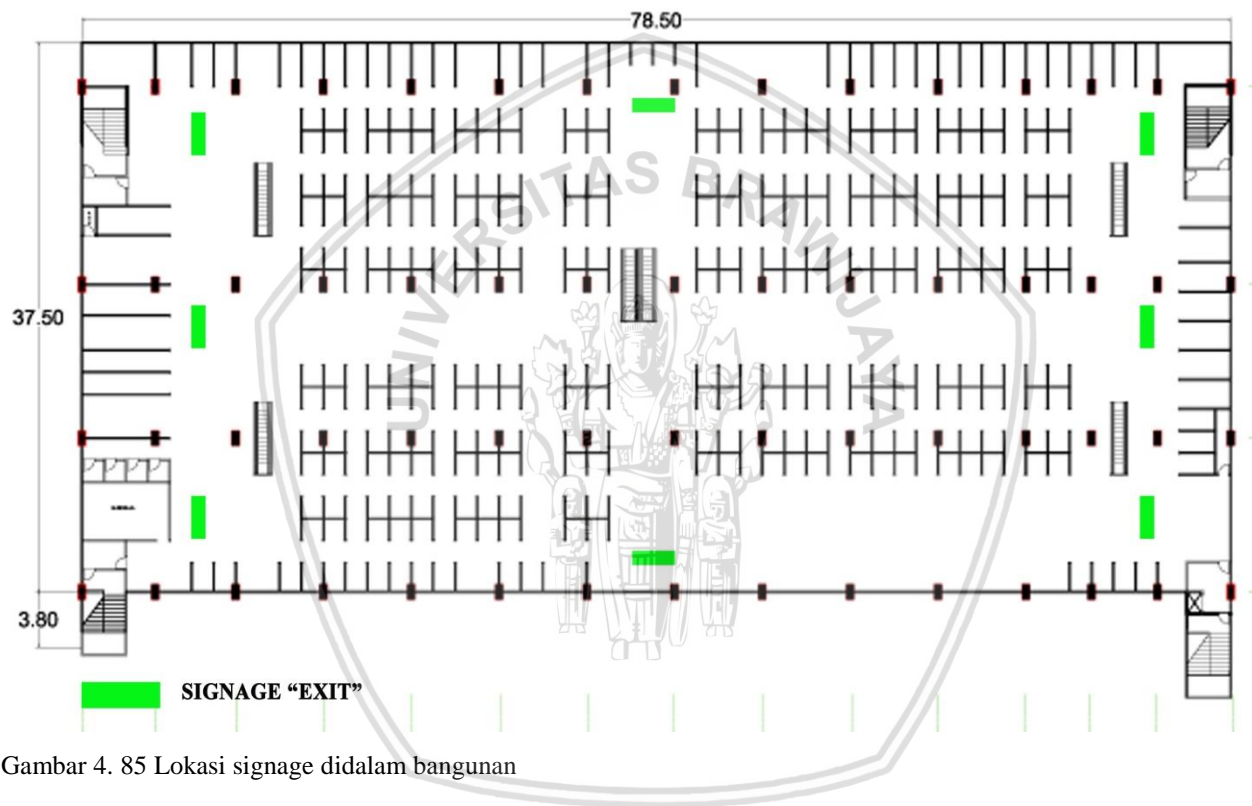 78.50
37.50
3.80
UNIVERSITAS BRAWIJAYA
SIGNAGE “EXIT”
Gambar 4. 85 Lokasi signage didalam bangunan